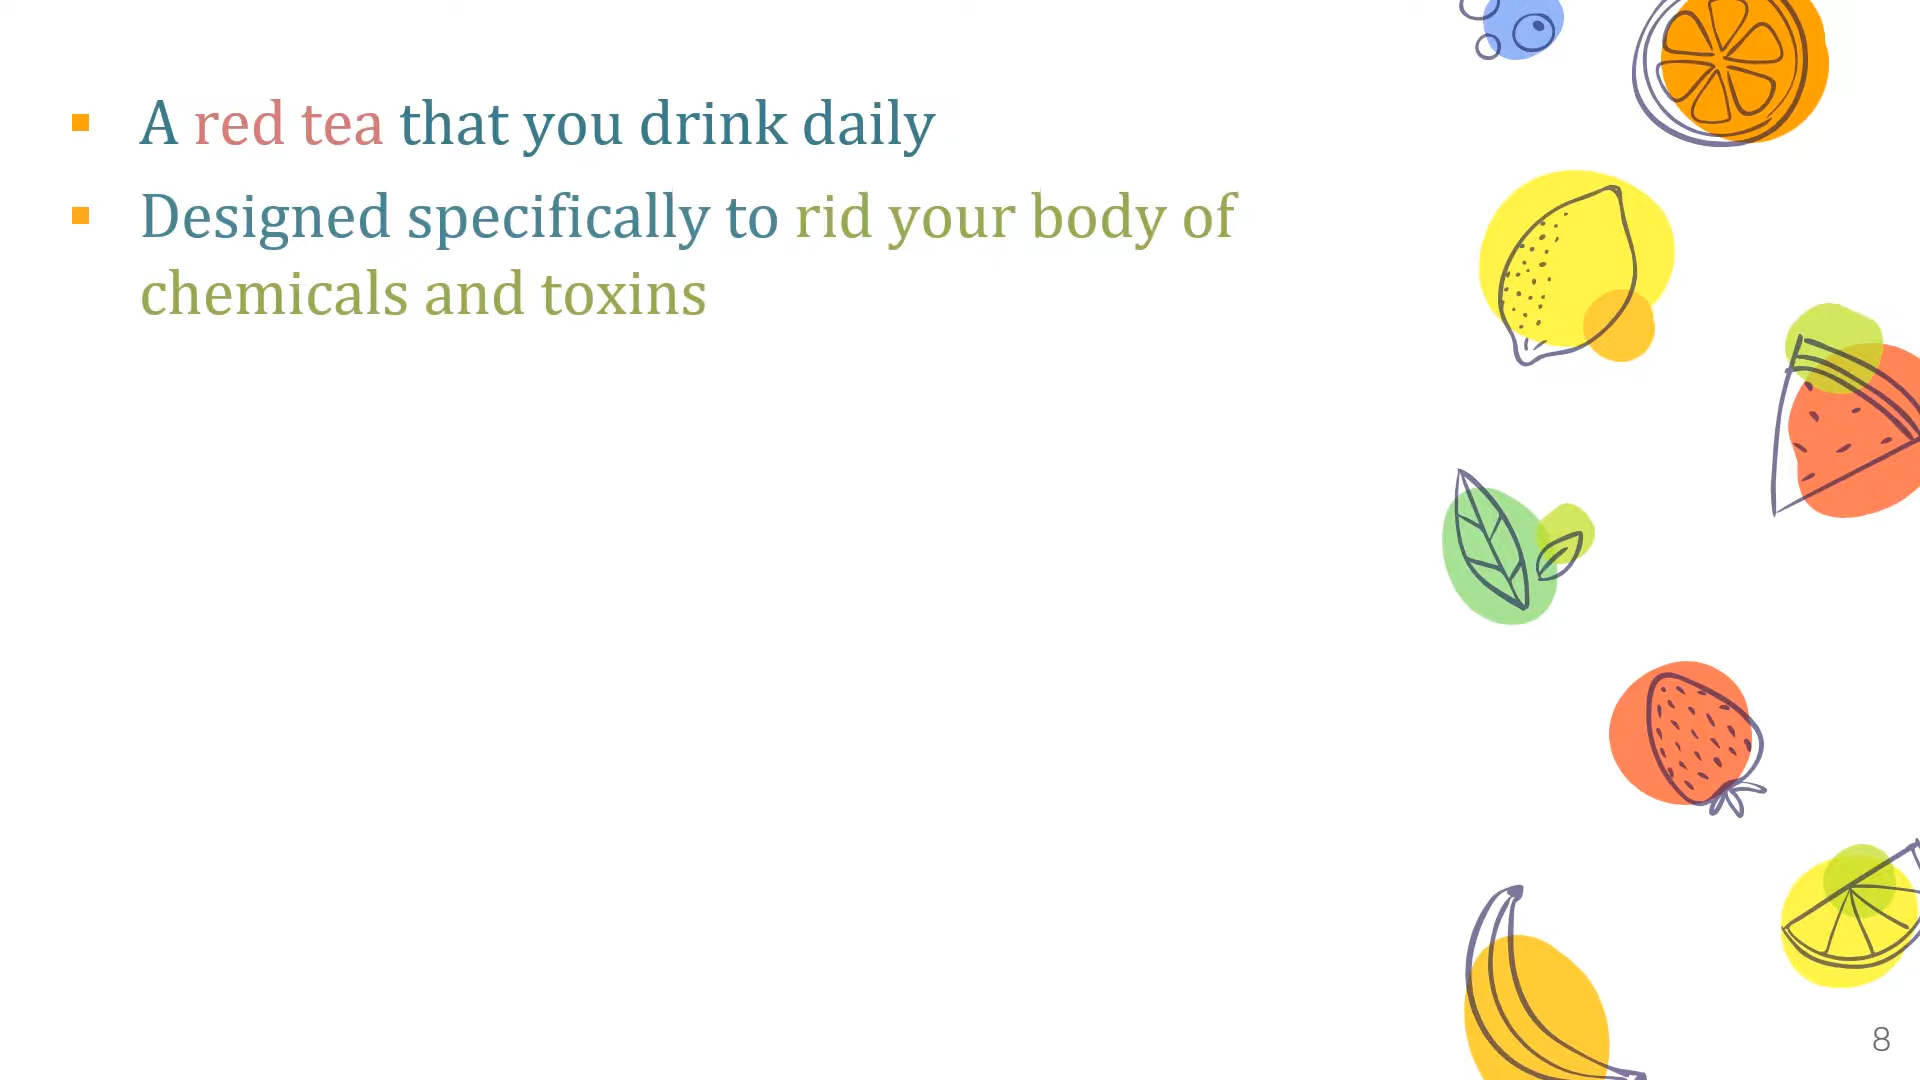 A red tea that you drink daily
Designed specifically to rid your body of
chemicals and toxins
8